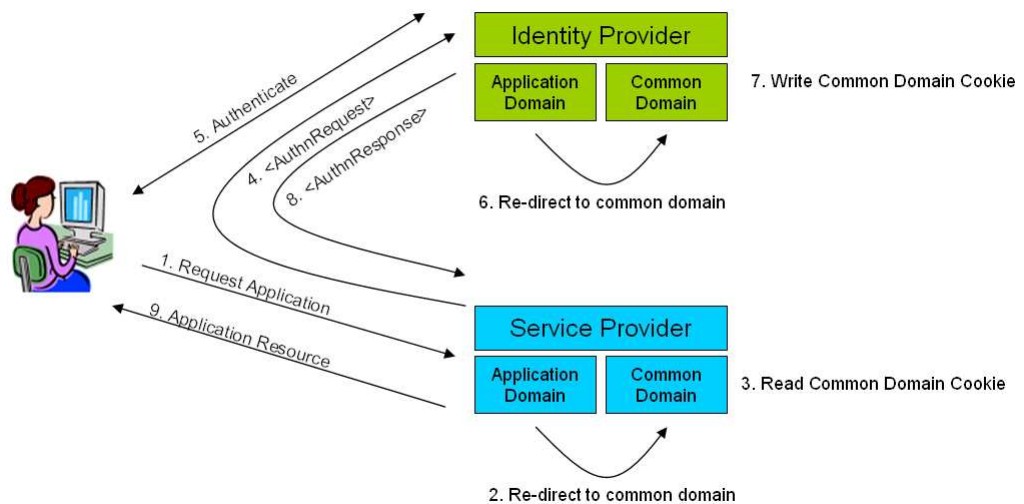 Identity Provider
Application
Domain
Common
Domain
7. Write Common Domain Cookie
5. Authenticate
4. <AuthnRequest>
8. <AuthnResponse>
6. Re-direct to common domain
1. Request Application
9. Application Resource
Service Provider
Application
Domain
Common
Domain
3. Read Common Domain Cookie
2. Re-direct to common domain